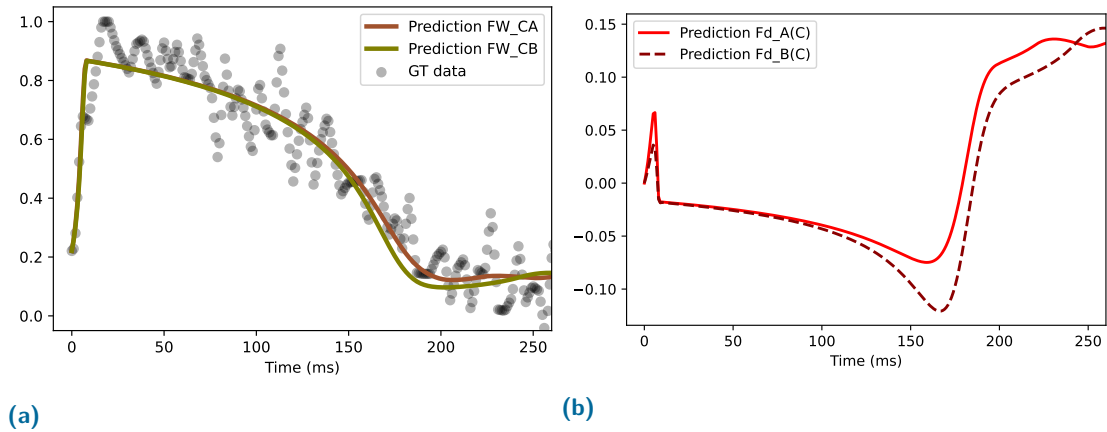 1.0
0.8
0.6
0.4
0.2
0.0
0 50 100 150 200 250
Time (ms)
Prediction FW_CA
Prediction FW_CB
GT data
(a)
0.15
0.10
0.05
0.00
−0.05
−0.10
0 50 100 150 200 250
Time (ms)
Prediction Fd_A(C)
Prediction Fd_B(C)
(b)